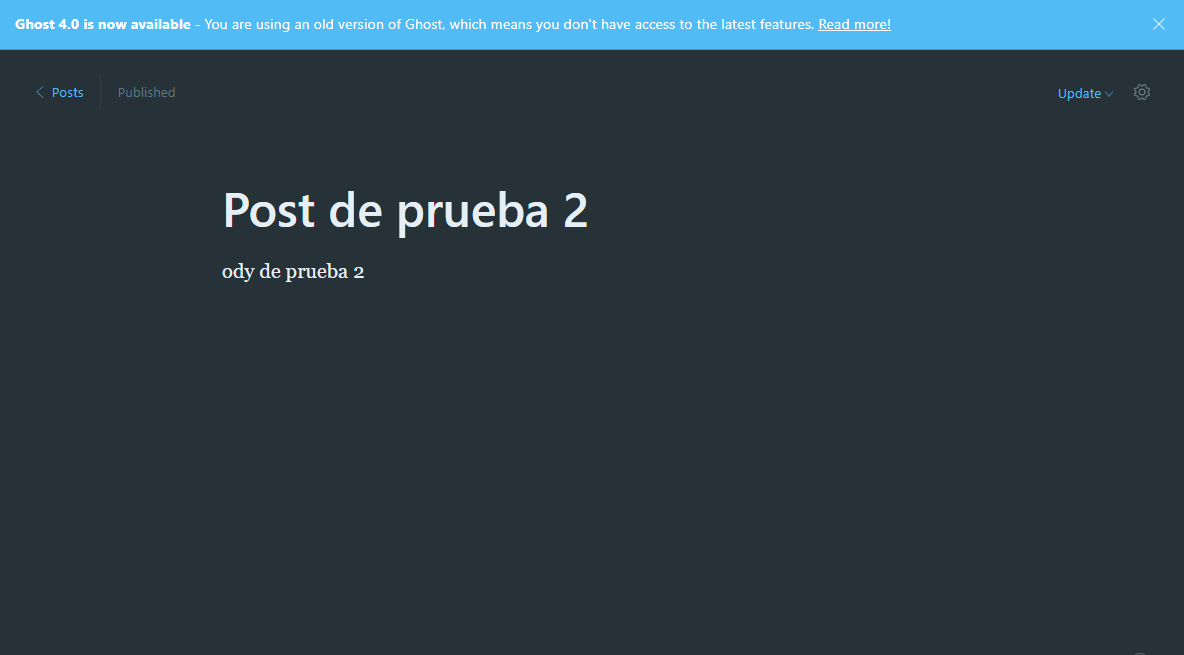 Ghost 4.0 is now available - You are using an old version of Ghost, which means you don't have access to the latest features. Read more!
Posts
Published
Update
Post de prueba 2
ody de prueba 2